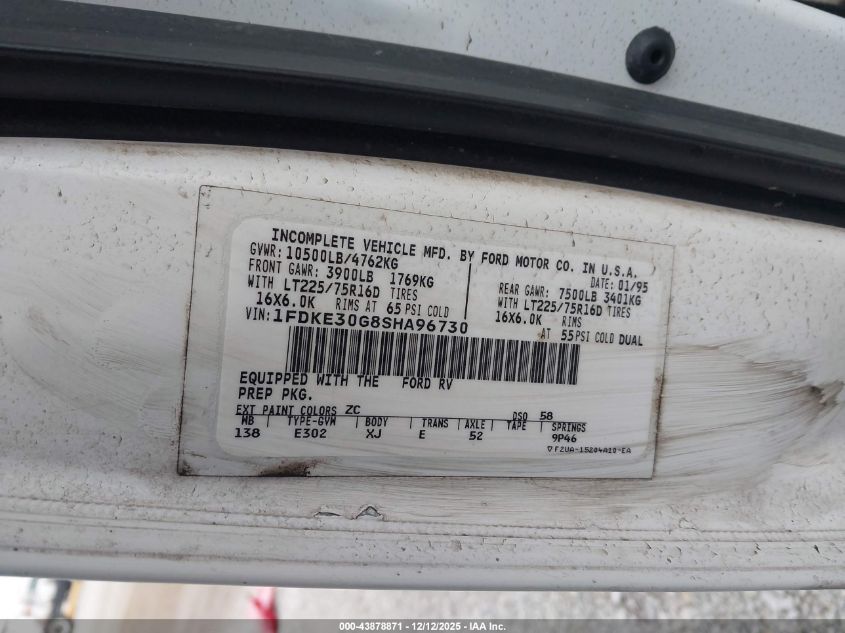 INCOMPLETE VEHICLE MFD. BY FORD MOTOR CO. IN U.S.A.
GVWR: 10500LB/4762KG DATE: 01/95
FRONT GAWR: 3900LB 1769KG REAR GAWR: 7500LB 3401KG
WITH LT225/75R16D TIRES WITH LT225/75R16D TIRES
16X6.0K RIMS AT 65 PSI COLD 16X6.0K RIMS
AT 55 PSI COLD DUAL
VIN: 1FDKE30G8SHA96730
EQUIPPED WITH THE FORD RV
PREP PKG.
EXT PAINT COLORS ZC DSO 58
WB TYPE-GVW BODY TRANS AXLE TAPE SPRINGS
138 E302 XJ E 52 9P46
F2UA-15204A10-EA
000-43878871 - 12/12/2025 - IAA Inc.